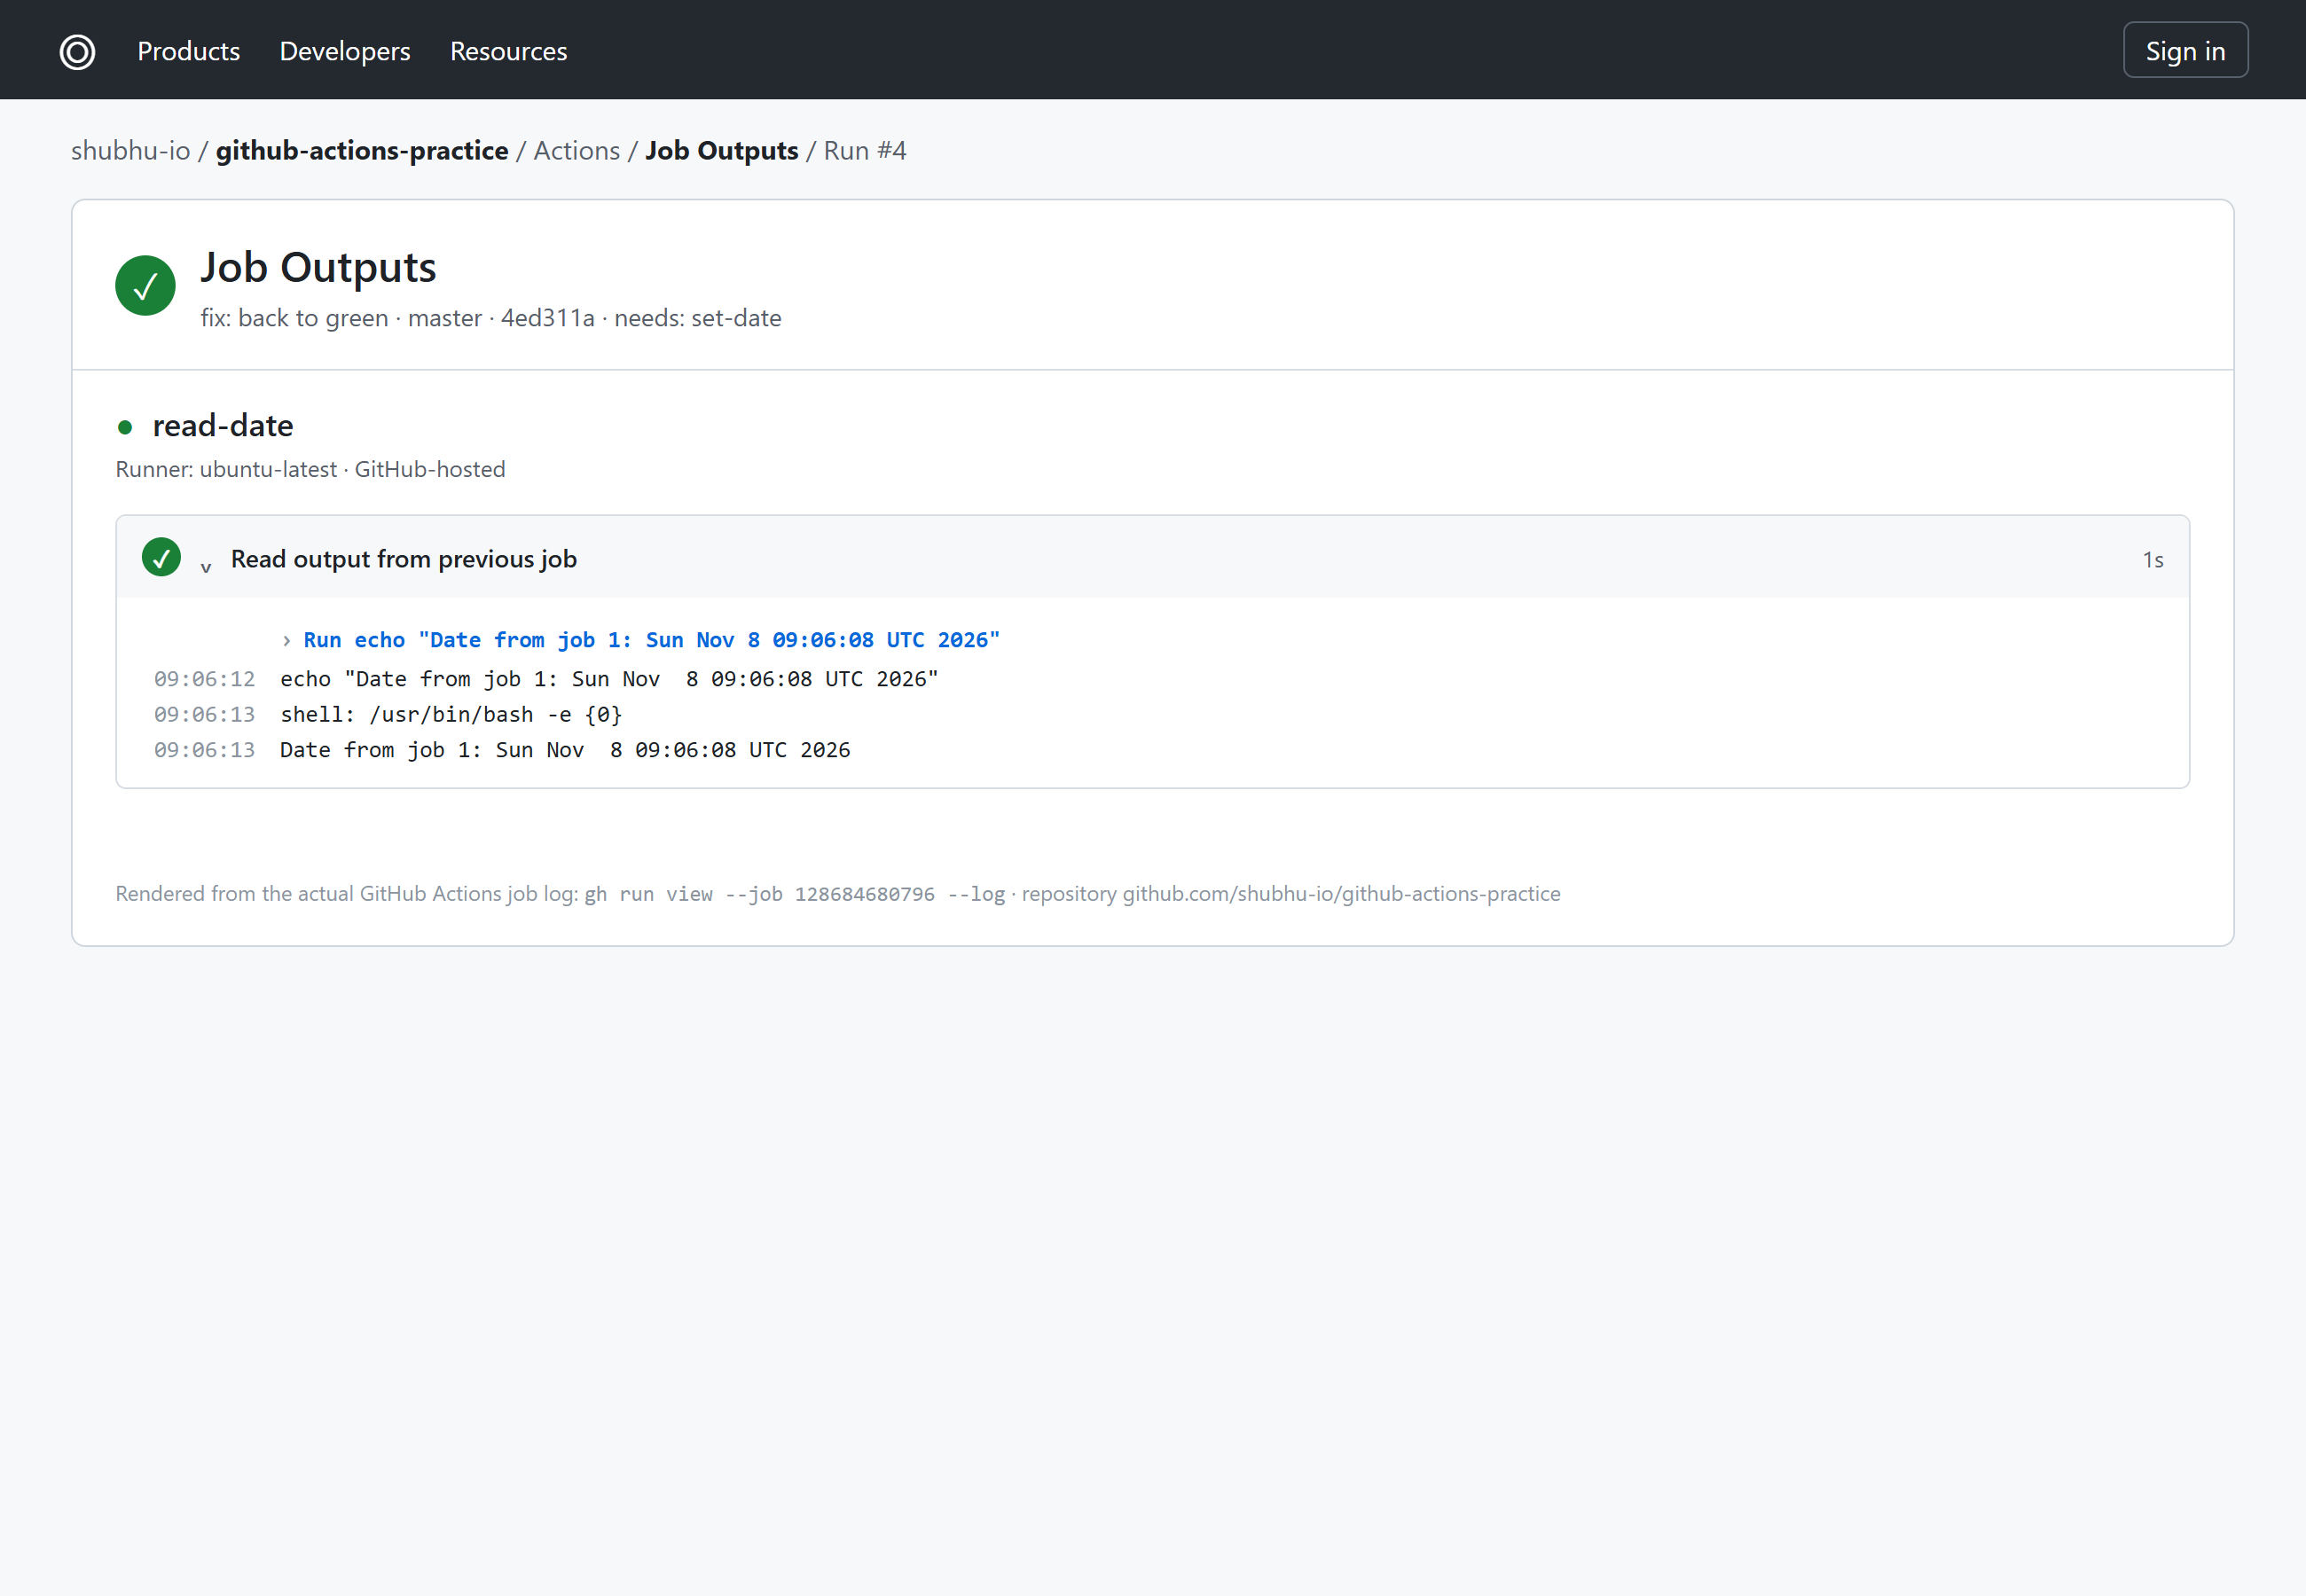 Products Developers Resources Sign in
shubhu-io / github-actions-practice / Actions / Job Outputs / Run #4
Job Outputs
fix: back to green · master · 4ed311a · needs: set-date
read-date
Runner: ubuntu-latest · GitHub-hosted
v Read output from previous job 1s
› Run echo "Date from job 1: Sun Nov 8 09:06:08 UTC 2026"
09:06:12 echo "Date from job 1: Sun Nov  8 09:06:08 UTC 2026"
09:06:13 shell: /usr/bin/bash -e {0}
09:06:13 Date from job 1: Sun Nov  8 09:06:08 UTC 2026
Rendered from the actual GitHub Actions job log: gh run view --job 128684680796 --log · repository github.com/shubhu-io/github-actions-practice